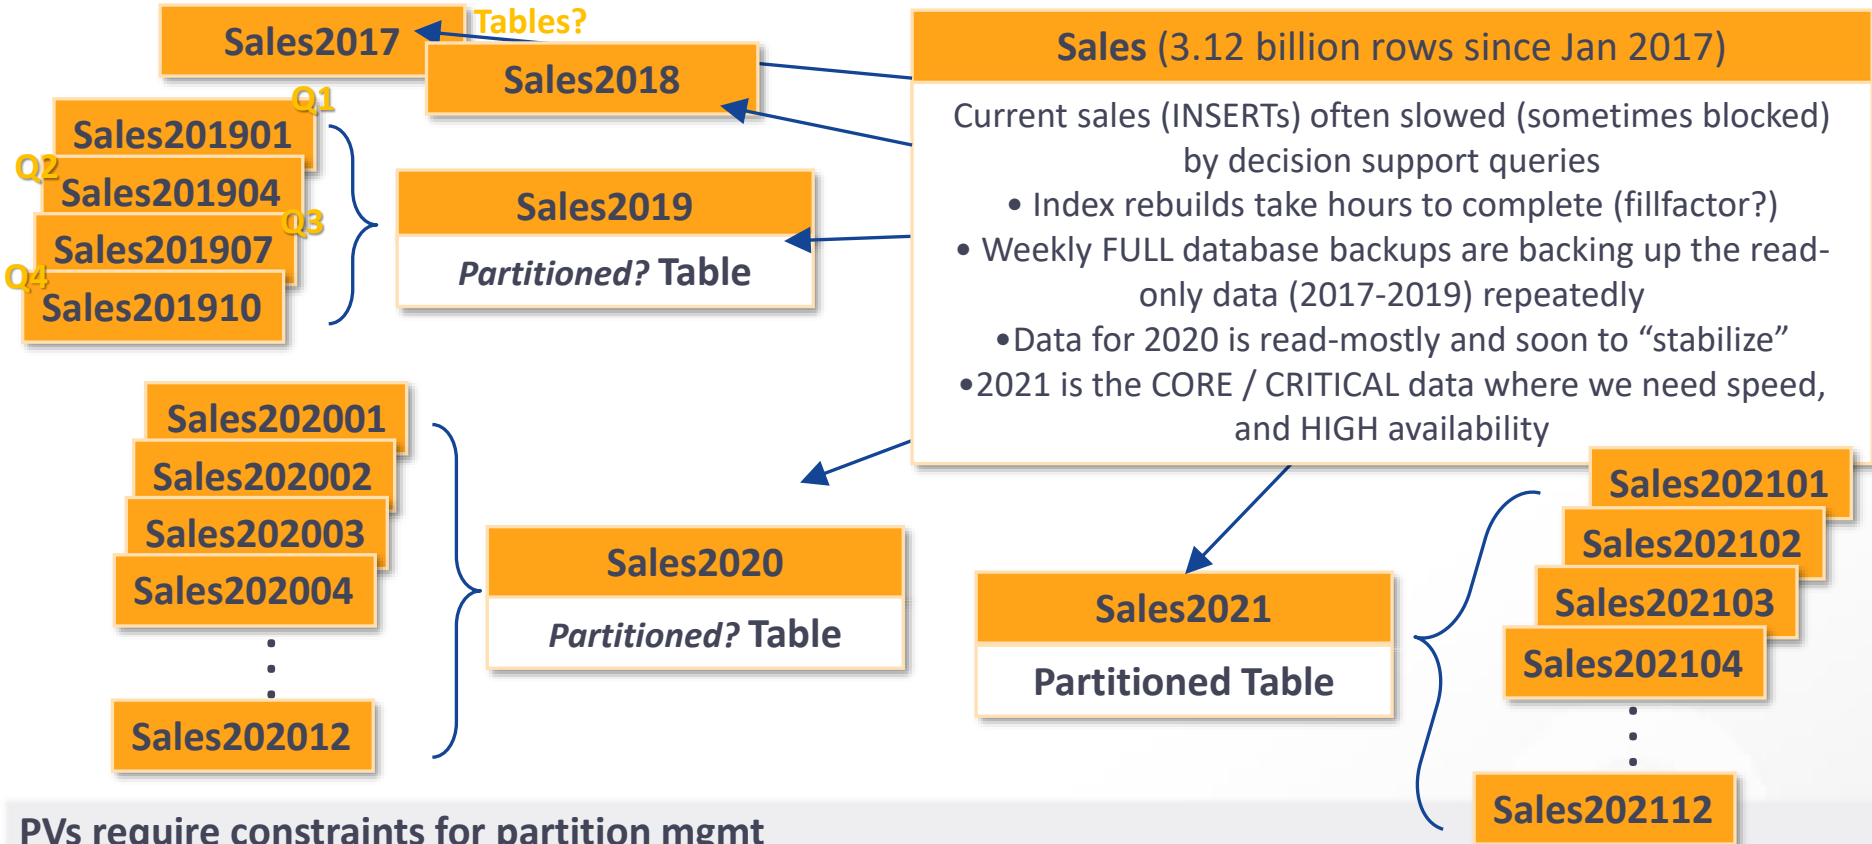 Tables?
Sales2017
Sales2018
Q1
Sales201901
Q2
Sales201904
Q3
Sales201907
Q4
Sales201910
Sales2019
Partitioned? Table
Sales (3.12 billion rows since Jan 2017)
Current sales (INSERTs) often slowed (sometimes blocked)
by decision support queries
• Index rebuilds take hours to complete (fillfactor?)
• Weekly FULL database backups are backing up the read-
only data (2017-2019) repeatedly
•Data for 2020 is read-mostly and soon to “stabilize”
•2021 is the CORE / CRITICAL data where we need speed,
and HIGH availability
Sales202001
Sales202002
Sales202003
Sales202004
Sales202012
Sales2020
Partitioned? Table
Sales2021
Partitioned Table
Sales202101
Sales202102
Sales202103
Sales202104
Sales202112
PVs require constraints for partition mgmt